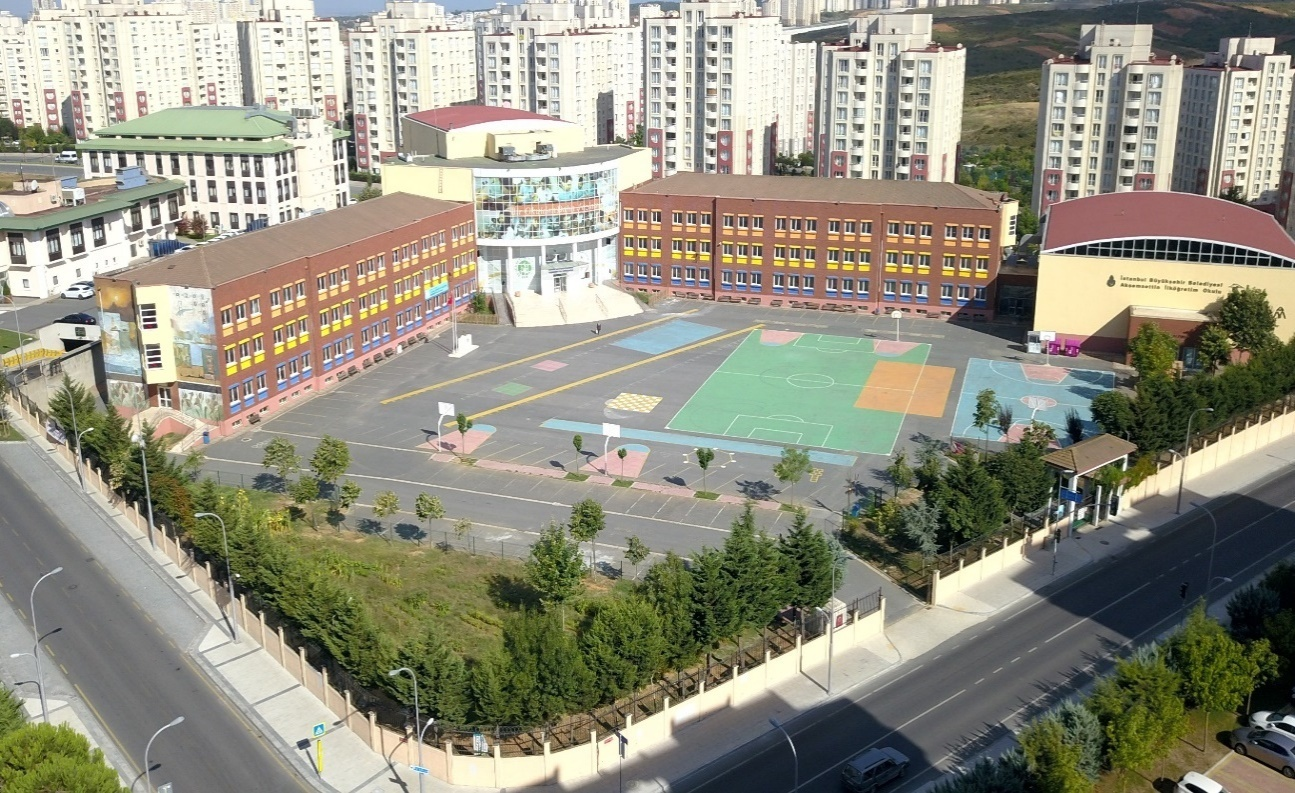 İstanbul Büyükşehir Belediyesi
Akşemsettin İlköğretim Okulu